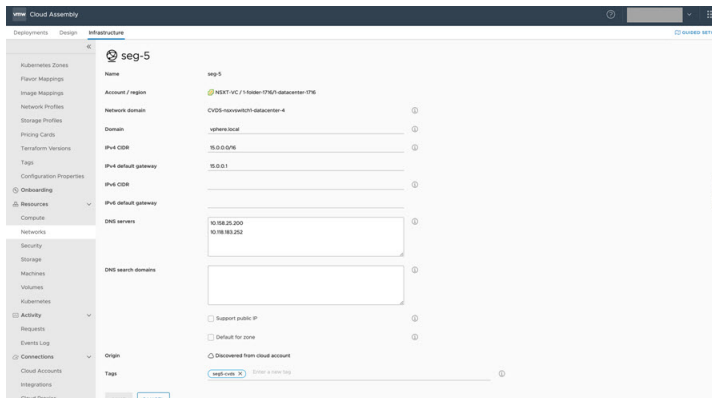 vmw Cloud Assembly
Deployments Design Infrastructure
GUIDED SET
Kubernetes Zones
Flavor Mappings
Image Mappings
Network Profiles
Storage Profiles
Pricing Cards
Terraform Versions
Tags
Configuration Properties
Onboarding
Resources
Compute
Networks
Security
Storage
Machines
Volumes
Kubernetes
Activity
Requests
Events Log
Connections
Cloud Accounts
Integrations
seg-5
Name seg-5
Account / region NSXT-VC / 1-folder-1716/1-datacenter-1716
Network domain CVDS-nsxvswitch1-datacenter-4
Domain vphere.local
IPv4 CIDR 15.0.0.0/16
IPv4 default gateway 15.0.0.1
IPv6 CIDR
IPv6 default gateway
DNS servers 10.158.25.200
10.118.183.252
DNS search domains
Support public IP
Default for zone
Origin Discovered from cloud account
Tags seg5-cvds X Enter a new tag